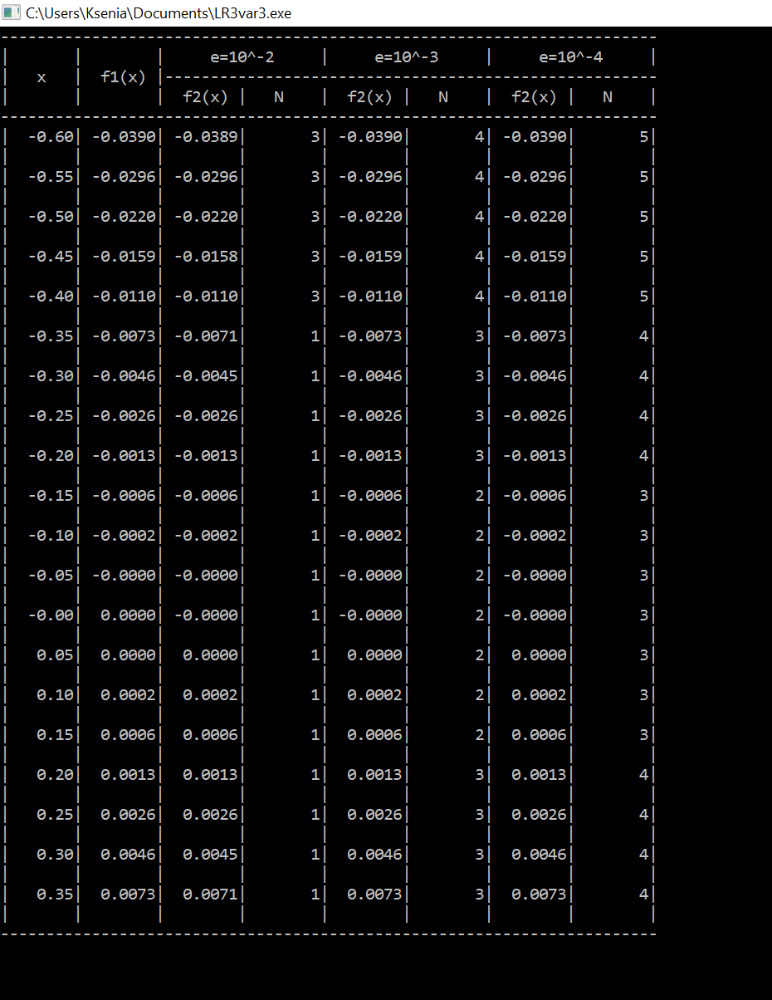 C:\Users\Ksenia\Documents\LR3var3.exe
------------------------------------------------------------------------
|       |        |     e=10^-2     |     e=10^-3     |     e=10^-4     |
|   x   |  f1(x) |------------------------------------------------------
|       |        |  f2(x) |   N    |  f2(x) |   N    |  f2(x) |   N    |
------------------------------------------------------------------------
|  -0.60| -0.0390| -0.0389|       3| -0.0390|       4| -0.0390|       5|
|       |        |        |        |        |        |        |        |
|  -0.55| -0.0296| -0.0296|       3| -0.0296|       4| -0.0296|       5|
|       |        |        |        |        |        |        |        |
|  -0.50| -0.0220| -0.0220|       3| -0.0220|       4| -0.0220|       5|
|       |        |        |        |        |        |        |        |
|  -0.45| -0.0159| -0.0158|       3| -0.0159|       4| -0.0159|       5|
|       |        |        |        |        |        |        |        |
|  -0.40| -0.0110| -0.0110|       3| -0.0110|       4| -0.0110|       5|
|       |        |        |        |        |        |        |        |
|  -0.35| -0.0073| -0.0071|       1| -0.0073|       3| -0.0073|       4|
|       |        |        |        |        |        |        |        |
|  -0.30| -0.0046| -0.0045|       1| -0.0046|       3| -0.0046|       4|
|       |        |        |        |        |        |        |        |
|  -0.25| -0.0026| -0.0026|       1| -0.0026|       3| -0.0026|       4|
|       |        |        |        |        |        |        |        |
|  -0.20| -0.0013| -0.0013|       1| -0.0013|       3| -0.0013|       4|
|       |        |        |        |        |        |        |        |
|  -0.15| -0.0006| -0.0006|       1| -0.0006|       2| -0.0006|       3|
|       |        |        |        |        |        |        |        |
|  -0.10| -0.0002| -0.0002|       1| -0.0002|       2| -0.0002|       3|
|       |        |        |        |        |        |        |        |
|  -0.05| -0.0000| -0.0000|       1| -0.0000|       2| -0.0000|       3|
|       |        |        |        |        |        |        |        |
|  -0.00|  0.0000| -0.0000|       1| -0.0000|       2| -0.0000|       3|
|       |        |        |        |        |        |        |        |
|   0.05|  0.0000|  0.0000|       1|  0.0000|       2|  0.0000|       3|
|       |        |        |        |        |        |        |        |
|   0.10|  0.0002|  0.0002|       1|  0.0002|       2|  0.0002|       3|
|       |        |        |        |        |        |        |        |
|   0.15|  0.0006|  0.0006|       1|  0.0006|       2|  0.0006|       3|
|       |        |        |        |        |        |        |        |
|   0.20|  0.0013|  0.0013|       1|  0.0013|       3|  0.0013|       4|
|       |        |        |        |        |        |        |        |
|   0.25|  0.0026|  0.0026|       1|  0.0026|       3|  0.0026|       4|
|       |        |        |        |        |        |        |        |
|   0.30|  0.0046|  0.0045|       1|  0.0046|       3|  0.0046|       4|
|       |        |        |        |        |        |        |        |
|   0.35|  0.0073|  0.0071|       1|  0.0073|       3|  0.0073|       4|
|       |        |        |        |        |        |        |        |
------------------------------------------------------------------------